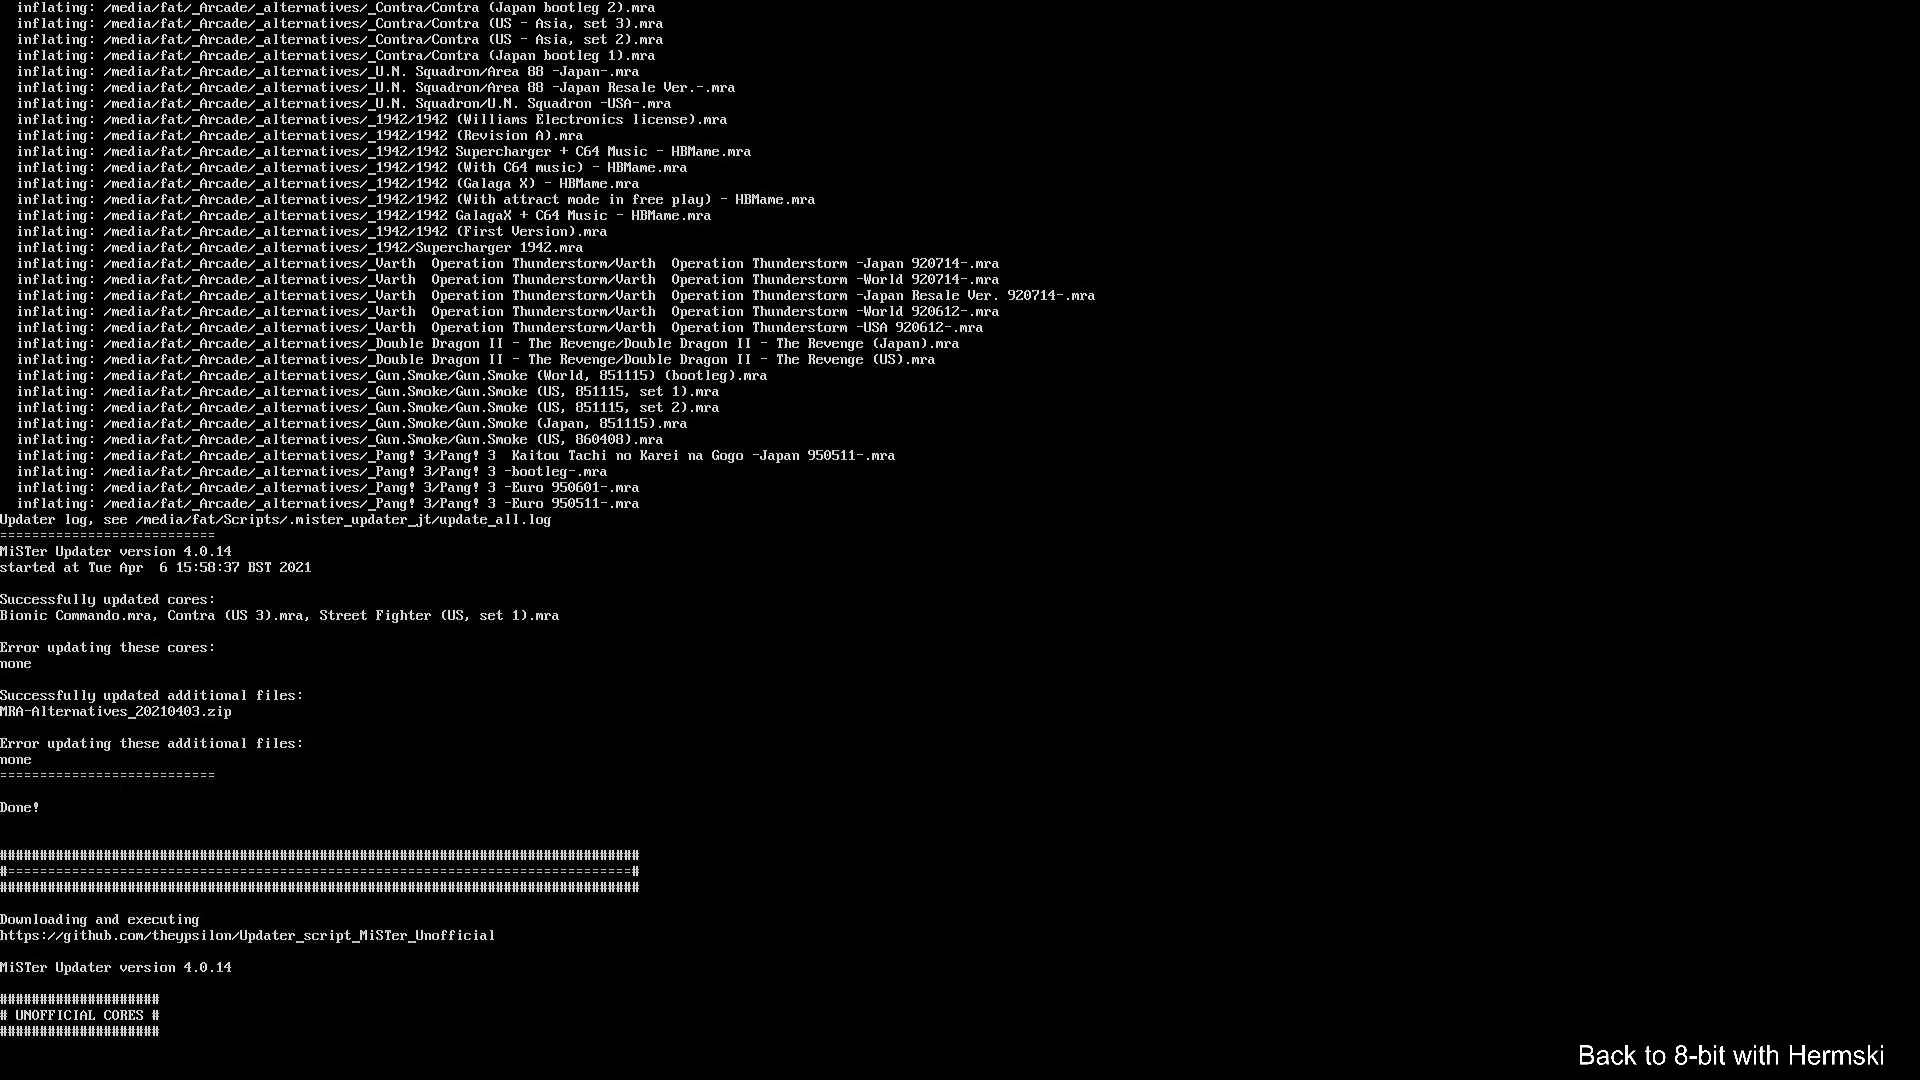 inflating: /media/fat/_Arcade/_alternatives/_Contra/Contra (Japan bootleg 2).mra
inflating: /media/fat/_Arcade/_alternatives/_Contra/Contra (US - Asia, set 3).mra
inflating: /media/fat/_Arcade/_alternatives/_Contra/Contra (US - Asia, set 2).mra
inflating: /media/fat/_Arcade/_alternatives/_Contra/Contra (Japan bootleg 1).mra
inflating: /media/fat/_Arcade/_alternatives/_U.N. Squadron/Area 88 -Japan-.mra
inflating: /media/fat/_Arcade/_alternatives/_U.N. Squadron/Area 88 -Japan Resale Ver.-.mra
inflating: /media/fat/_Arcade/_alternatives/_U.N. Squadron/U.N. Squadron -USA-.mra
inflating: /media/fat/_Arcade/_alternatives/_1942/1942 (Williams Electronics license).mra
inflating: /media/fat/_Arcade/_alternatives/_1942/1942 (Revision A).mra
inflating: /media/fat/_Arcade/_alternatives/_1942/1942 Supercharger + C64 Music - HBMame.mra
inflating: /media/fat/_Arcade/_alternatives/_1942/1942 (With C64 music) - HBMame.mra
inflating: /media/fat/_Arcade/_alternatives/_1942/1942 (Galaga X) - HBMame.mra
inflating: /media/fat/_Arcade/_alternatives/_1942/1942 (With attract mode in free play) - HBMame.mra
inflating: /media/fat/_Arcade/_alternatives/_1942/1942 GalagaX + C64 Music - HBMame.mra
inflating: /media/fat/_Arcade/_alternatives/_1942/1942 (First Version).mra
inflating: /media/fat/_Arcade/_alternatives/_1942/Supercharger 1942.mra
inflating: /media/fat/_Arcade/_alternatives/_Varth  Operation Thunderstorm/Varth  Operation Thunderstorm -Japan 920714-.mra
inflating: /media/fat/_Arcade/_alternatives/_Varth  Operation Thunderstorm/Varth  Operation Thunderstorm -World 920714-.mra
inflating: /media/fat/_Arcade/_alternatives/_Varth  Operation Thunderstorm/Varth  Operation Thunderstorm -Japan Resale Ver. 920714-.mra
inflating: /media/fat/_Arcade/_alternatives/_Varth  Operation Thunderstorm/Varth  Operation Thunderstorm -World 920612-.mra
inflating: /media/fat/_Arcade/_alternatives/_Varth  Operation Thunderstorm/Varth  Operation Thunderstorm -USA 920612-.mra
inflating: /media/fat/_Arcade/_alternatives/_Double Dragon II - The Revenge/Double Dragon II - The Revenge (Japan).mra
inflating: /media/fat/_Arcade/_alternatives/_Double Dragon II - The Revenge/Double Dragon II - The Revenge (US).mra
inflating: /media/fat/_Arcade/_alternatives/_Gun.Smoke/Gun.Smoke (World, 851115) (bootleg).mra
inflating: /media/fat/_Arcade/_alternatives/_Gun.Smoke/Gun.Smoke (US, 851115, set 1).mra
inflating: /media/fat/_Arcade/_alternatives/_Gun.Smoke/Gun.Smoke (US, 851115, set 2).mra
inflating: /media/fat/_Arcade/_alternatives/_Gun.Smoke/Gun.Smoke (Japan, 851115).mra
inflating: /media/fat/_Arcade/_alternatives/_Gun.Smoke/Gun.Smoke (US, 860408).mra
inflating: /media/fat/_Arcade/_alternatives/_Pang! 3/Pang! 3  Kaitou Tachi no Karei na Gogo -Japan 950511-.mra
inflating: /media/fat/_Arcade/_alternatives/_Pang! 3/Pang! 3 -bootleg-.mra
inflating: /media/fat/_Arcade/_alternatives/_Pang! 3/Pang! 3 -Euro 950601-.mra
inflating: /media/fat/_Arcade/_alternatives/_Pang! 3/Pang! 3 -Euro 950511-.mra
Updater log, see /media/fat/Scripts/.mister_updater_jt/update_all.log
===========================
MiSTer Updater version 4.0.14
started at Tue Apr  6 15:58:37 BST 2021
Successfully updated cores:
Bionic Commando.mra, Contra (US 3).mra, Street Fighter (US, set 1).mra
Error updating these cores:
none
Successfully updated additional files:
MRA-Alternatives_20210403.zip
Error updating these additional files:
none
===========================
Done!
################################################################################
#==============================================================================#
################################################################################
Downloading and executing
https://github.com/theypsilon/Updater_script_MiSTer_Unofficial
MiSTer Updater version 4.0.14
####################
# UNOFFICIAL CORES #
####################
Back to 8-bit with Hermski